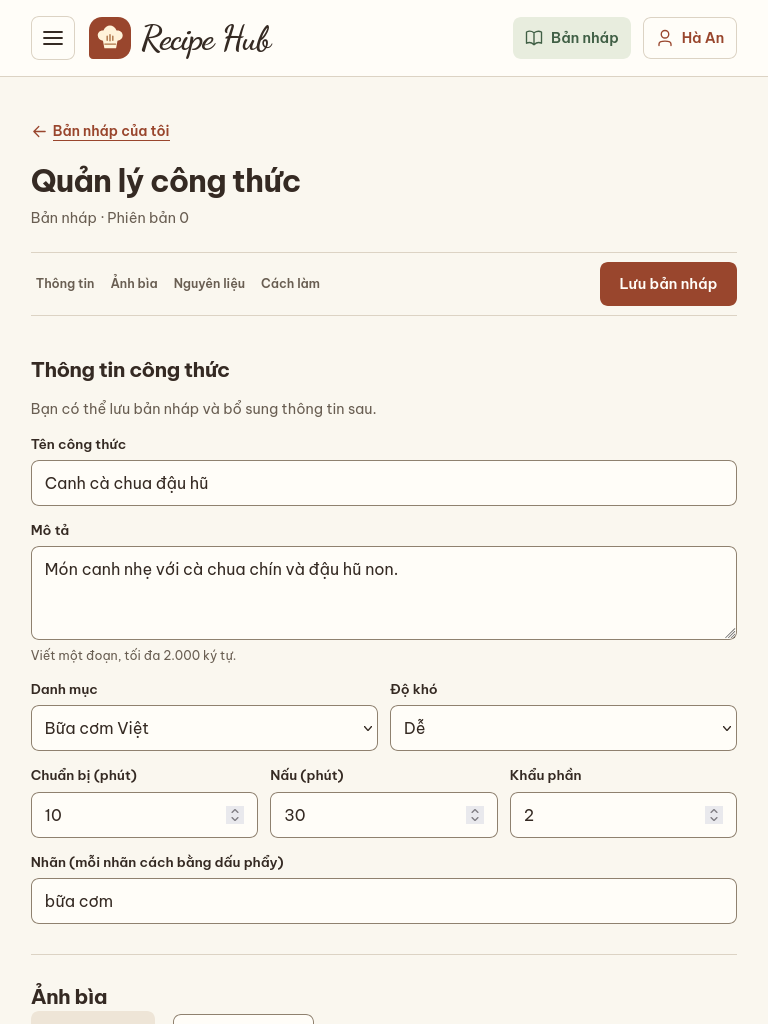 Recipe Hub
Bản nháp
Hà An
← Bản nháp của tôi
Quản lý công thức
Bản nháp · Phiên bản 0
Thông tin
Ảnh bìa
Nguyên liệu
Cách làm
Lưu bản nháp
Thông tin công thức
Bạn có thể lưu bản nháp và bổ sung thông tin sau.
Tên công thức
Canh cà chua đậu hũ
Mô tả
Món canh nhẹ với cà chua chín và đậu hũ non.
Viết một đoạn, tối đa 2.000 ký tự.
Danh mục
Độ khó
Bữa cơm Việt
Dễ
Chuẩn bị (phút)
Nấu (phút)
Khẩu phần
10
30
2
Nhãn (mỗi nhãn cách bằng dấu phẩy)
bữa cơm
Ảnh bìa